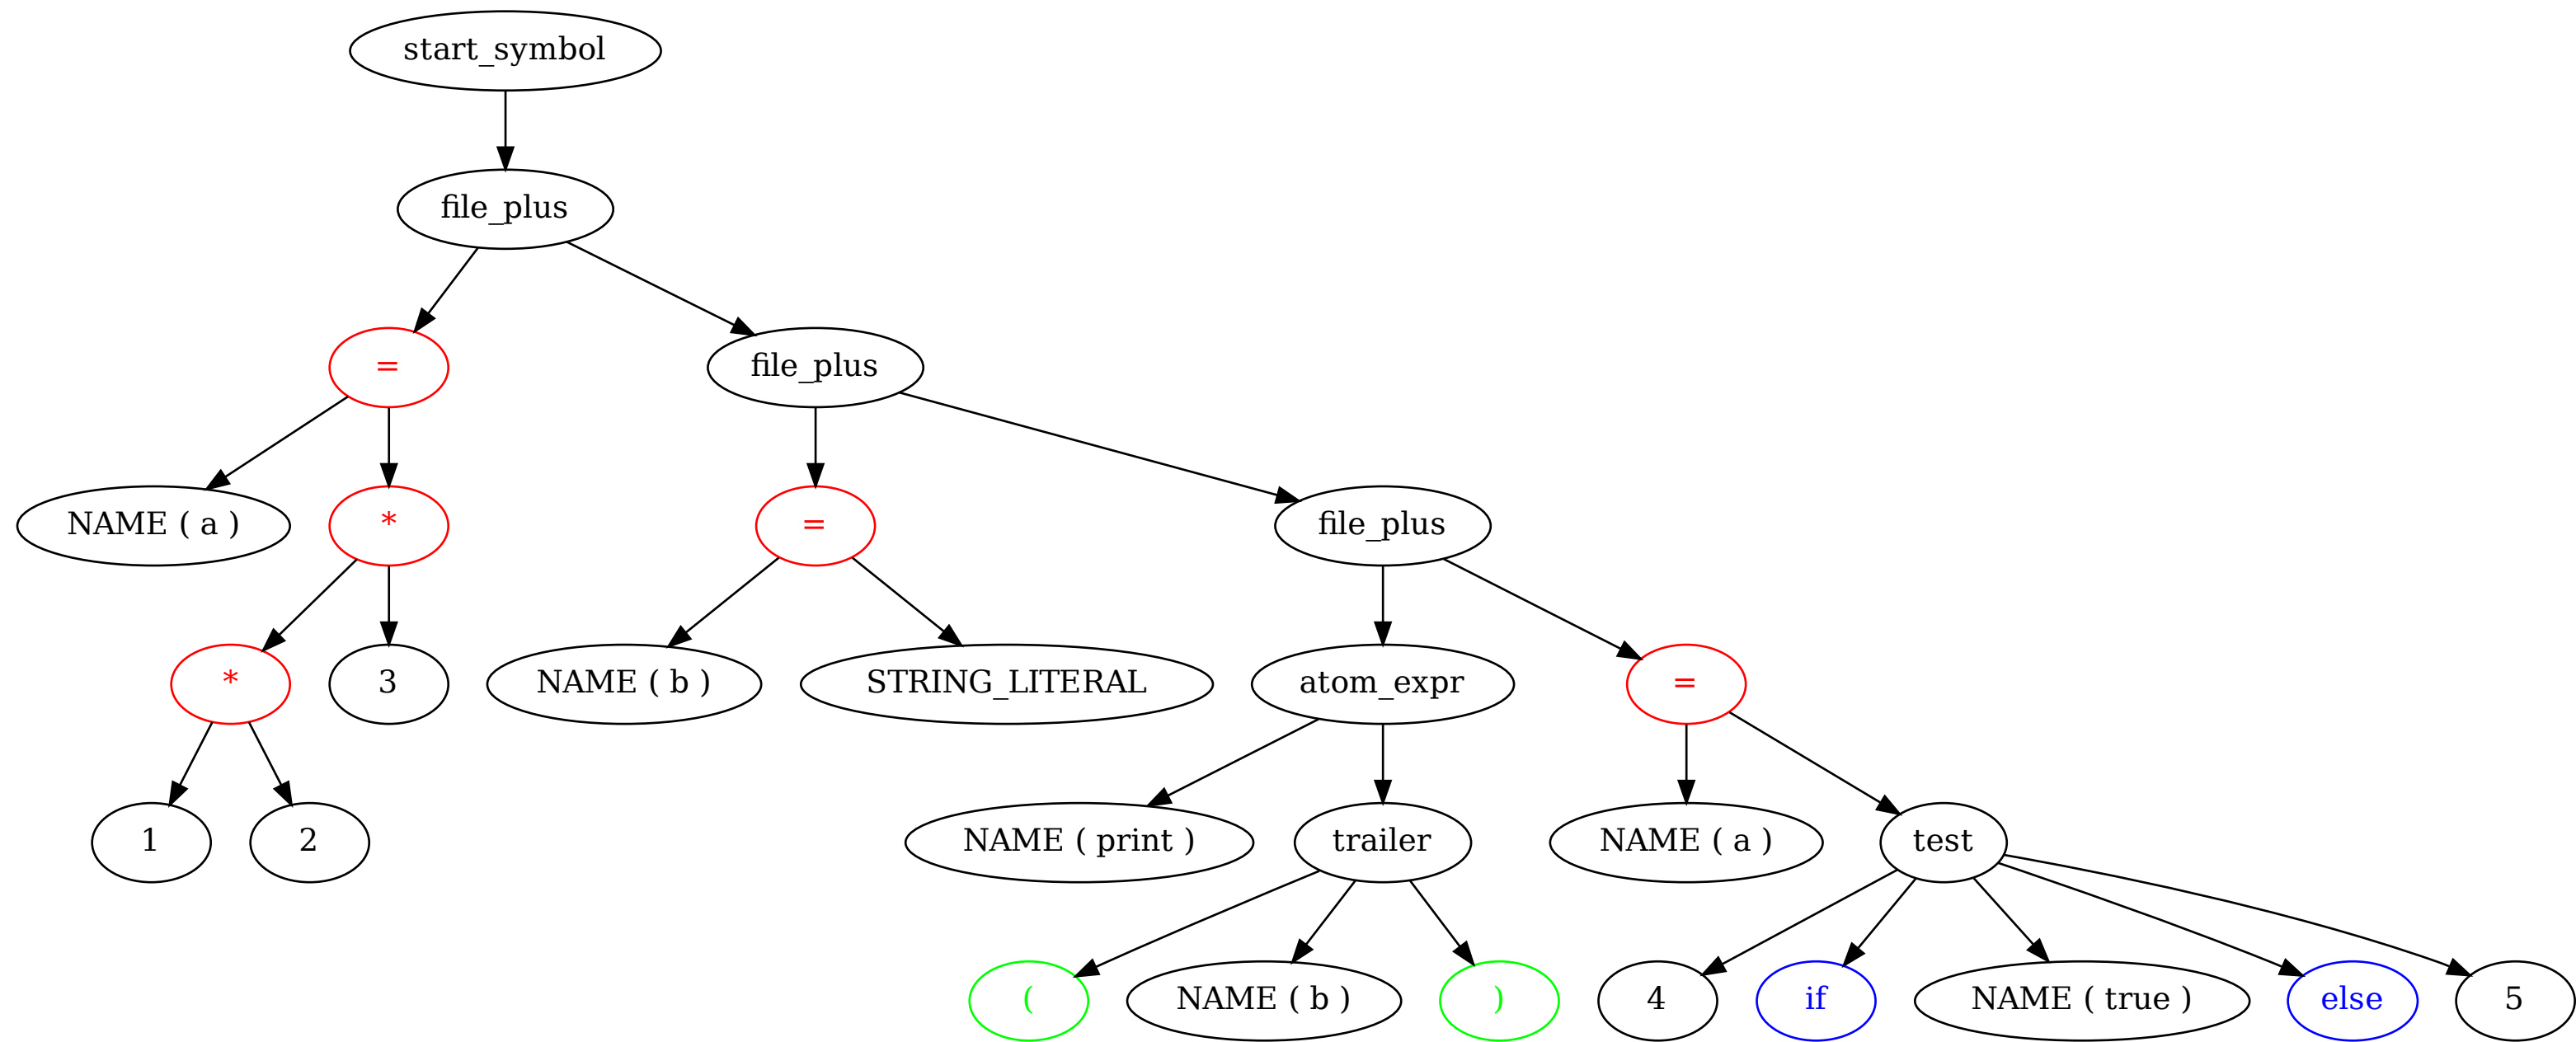 start_symbol
file_plus
=
file_plus
NAME ( a )
*
=
file_plus
*
3
NAME ( b )
STRING_LITERAL
atom_expr
=
1
2
NAME ( print )
trailer
NAME ( a )
test
(
NAME ( b )
)
4
if
NAME ( true )
else
5